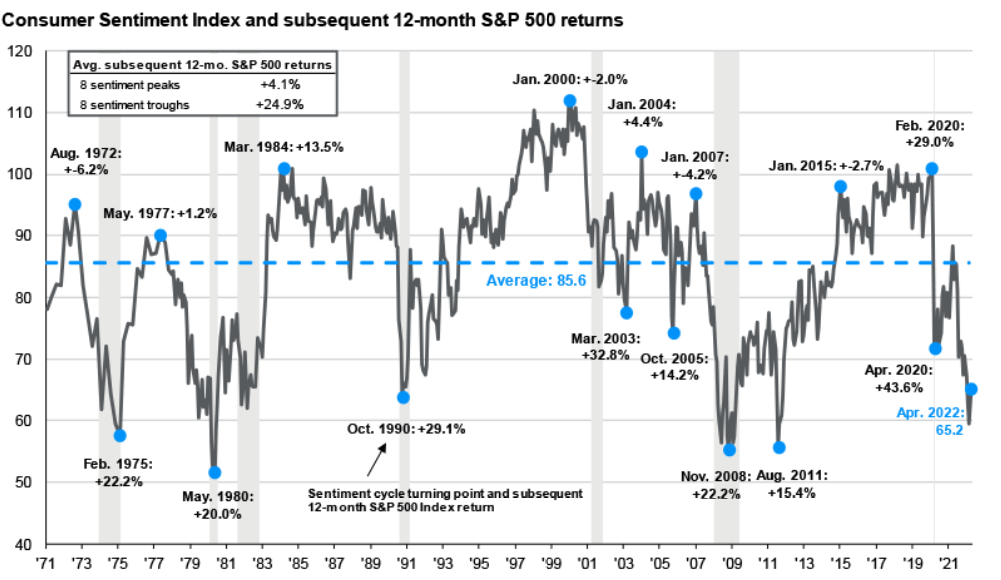 Consumer Sentiment Index and subsequent 12-month S&P 500 returns
120
110
100
90
80
70
60
50
40
Avg. subsequent 12-mo. S&P 500 returns
8 sentiment peaks +4.1%
8 sentiment troughs +24.9%
Aug. 1972:
+-6.2%
May. 1977: +1.2%
Mar. 1984: +13.5%
Jan. 2000: +-2.0%
Jan. 2004:
+4.4%
Jan. 2007:
+-4.2%
Jan. 2015: +-2.7%
Feb. 2020:
+29.0%
Average: 85.6
Feb. 1975:
+22.2%
May. 1980:
+20.0%
Oct. 1990: +29.1%
Sentiment cycle turning point and subsequent
12-month S&P 500 Index return
Mar. 2003:
+32.8%
Oct. 2005:
+14.2%
Nov. 2008:
+22.2%
Aug. 2011:
+15.4%
Apr. 2020:
+43.6%
Apr. 2022:
65.2
'71 '73 '75 '77 '79 '81 '83 '85 '87 '89 '91 '93 '95 '97 '99 '01 '03 '05 '07 '09 '11 '13 '15 '17 '19 '21